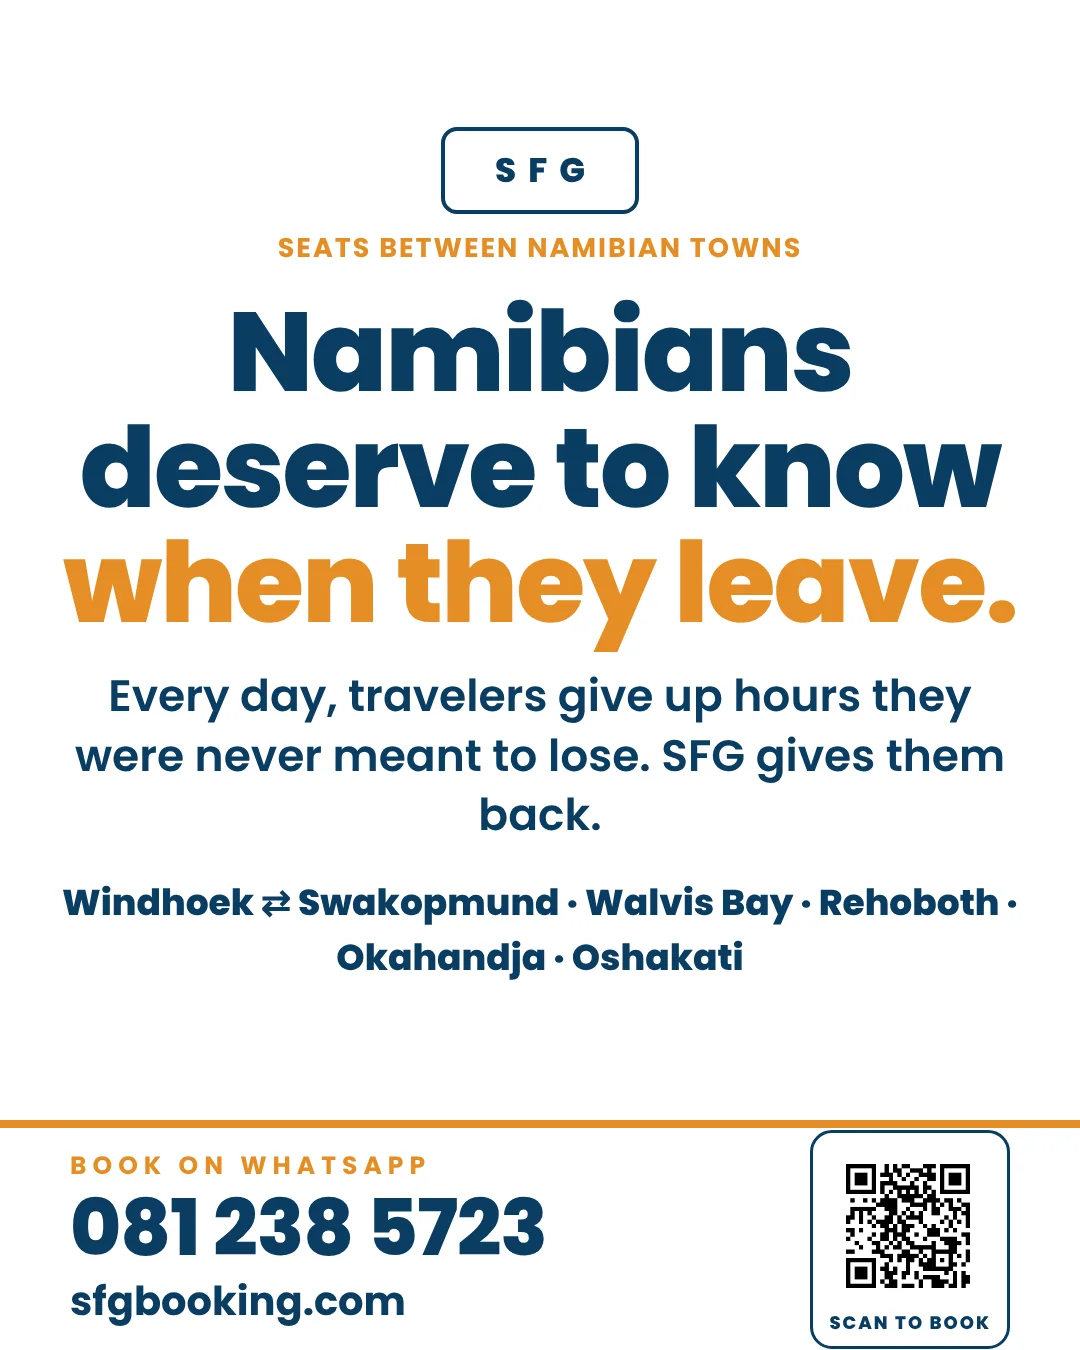 SFG
SEATS BETWEEN NAMIBIAN TOWNS
Namibians
deserve to know
when they leave.
Every day, travelers give up hours they
were never meant to lose. SFG gives them
back.
Windhoek ⇄ Swakopmund · Walvis Bay · Rehoboth ·
Okahandja · Oshakati
BOOK ON WHATSAPP
081 238 5723
sfgbooking.com
SCAN TO BOOK